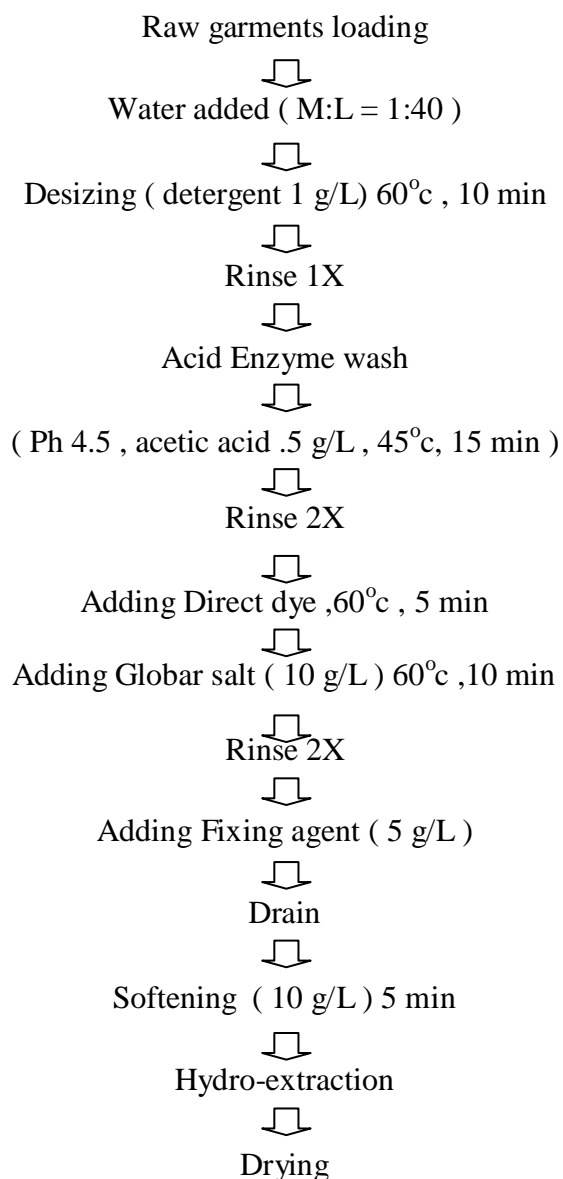 Raw garments loading
Water added ( M:L = 1:40 )
Desizing ( detergent 1 g/L) 60°c , 10 min
Rinse 1X
Acid Enzyme wash
( Ph 4.5 , acetic acid .5 g/L , 45°c, 15 min )
Rinse 2X
Adding Direct dye ,60°c , 5 min
Adding Globar salt ( 10 g/L ) 60°c ,10 min
Rinse 2X
Adding Fixing agent ( 5 g/L )
Drain
Softening ( 10 g/L ) 5 min
Hydro-extraction
Drying